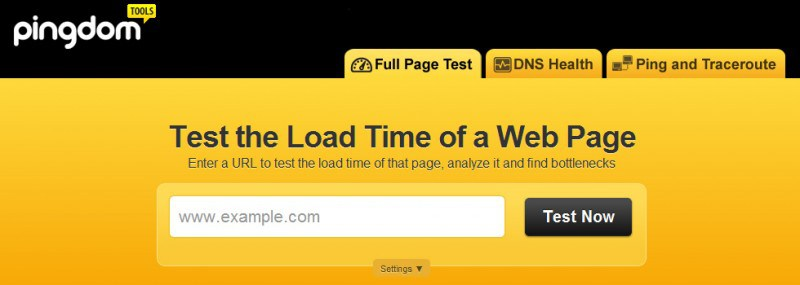 TOOLS
pingdom
Full Page Test
DNS Health
Ping and Traceroute
Test the Load Time of a Web Page
Enter a URL to test the load time of that page, analyze it and find bottlenecks
www.example.com
Test Now
Settings ▼